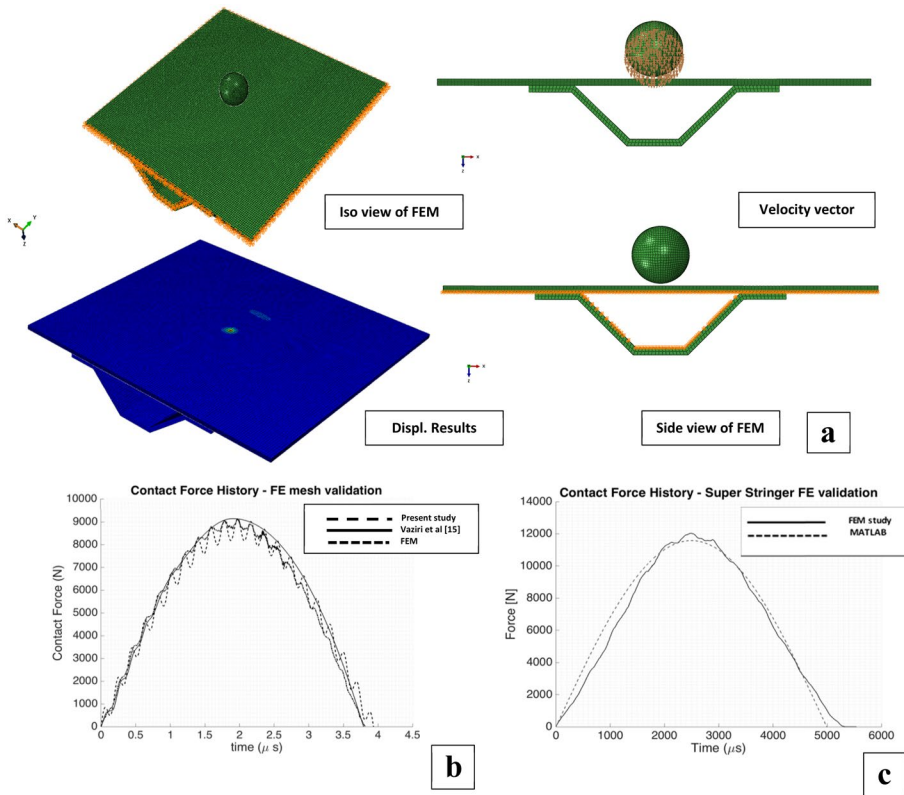 Iso view of FEM
X
Y
Z
X
Z
Velocity vector
Displ. Results
X
Z
Side view of FEM
a
Contact Force History - FE mesh validation
Present study
Vaziri et al [15]
FEM
Contact Force (N)
10000
9000
8000
7000
6000
5000
4000
3000
2000
1000
0
0 0.5 1 1.5 2 2.5 3 3.5 4 4.5
time (μ s)
b
Contact Force History - Super Stringer FE validation
FEM study
MATLAB
Force [N]
14000
12000
10000
8000
6000
4000
2000
0
0 1000 2000 3000 4000 5000 6000
Time (μs)
c